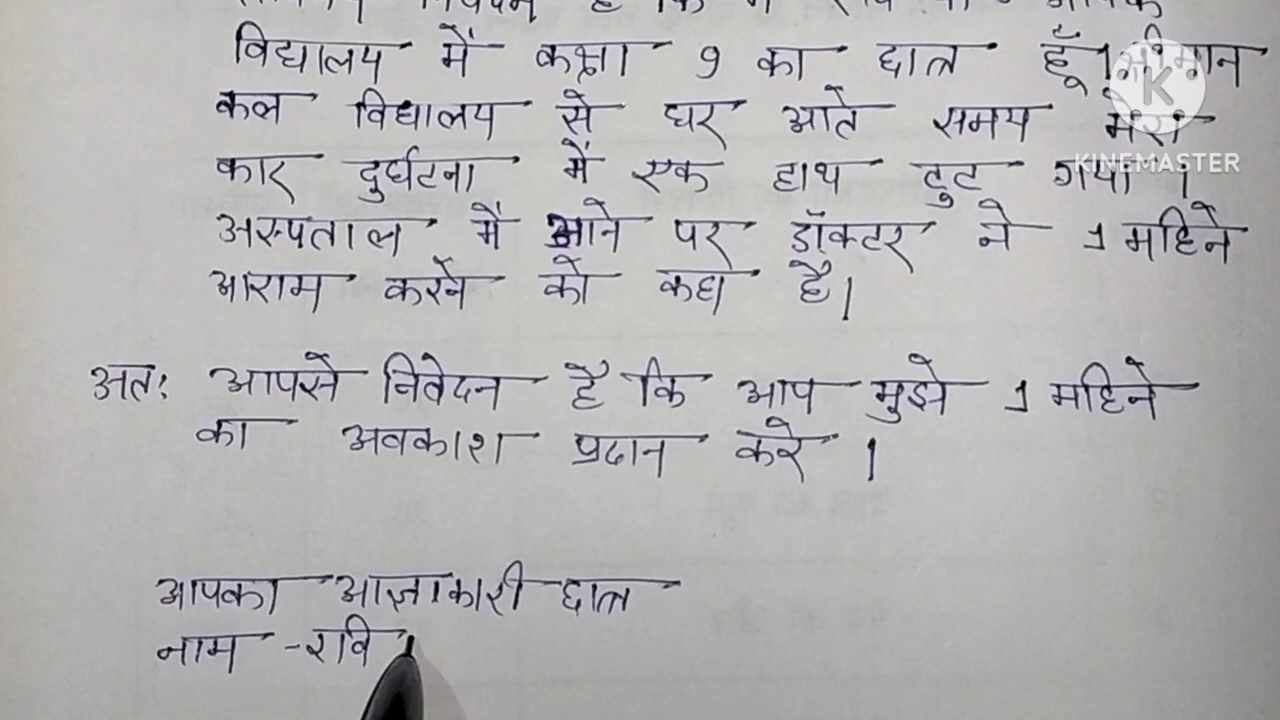 निवेदन है कि मैं
विद्यालय में कक्षा 9 का छात्र हूँ। श्रीमान
कल विद्यालय से घर आते समय मेरा
कार दुर्घटना में एक हाथ टुट गया।
अस्पताल में आने पर डॉक्टर ने 1 महिने
आराम करने को कहा है।
अतः आपसे निवेदन है कि आप मुझे 1 महिने
का अवकाश प्रदान करे।
आपका आज्ञाकारी छात्र
नाम - रवि
K
KINEMASTER